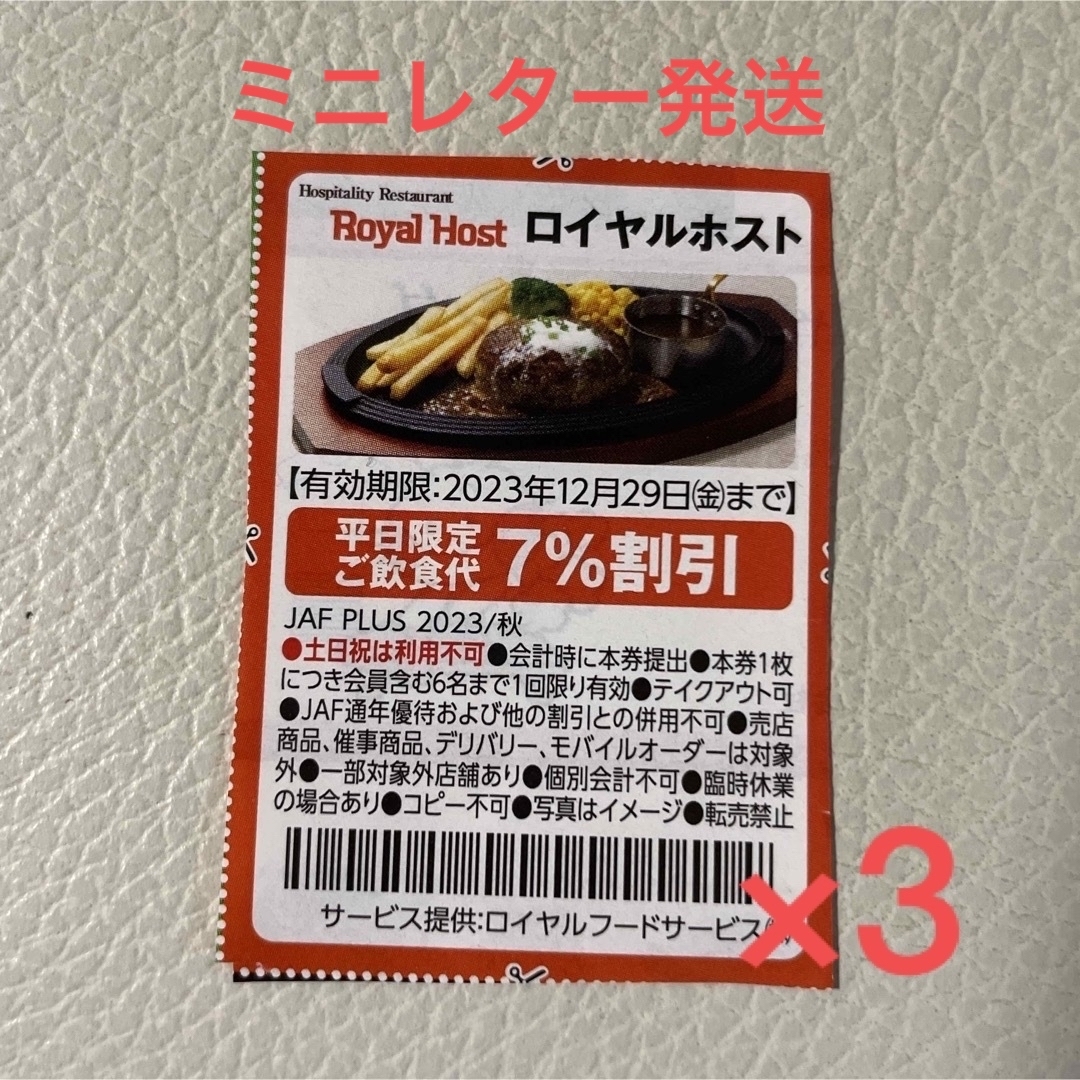 ミニレター発送
Hospitality Restaurant
Royal Host ロイヤルホスト
【有効期限:2023年12月29日㈮まで】
平日限定
ご飲食代 7%割引
JAF PLUS 2023/秋
●土日祝は利用不可●会計時に本券提出●本券1枚
につき会員含む6名まで1回限り有効●テイクアウト可
●JAF通年優待および他の割引との併用不可●売店
商品、催事商品、デリバリー、モバイルオーダーは対象
外●一部対象外店舗あり●個別会計不可●臨時休業
の場合あり●コピー不可●写真はイメージ●転売禁止
サービス提供:ロイヤルフードサービス
×3